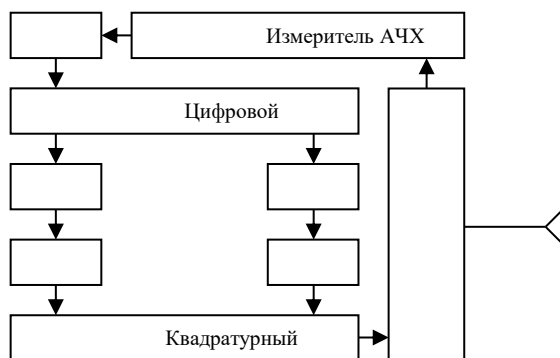 Измеритель АЧХ
Цифровой
Квадратурный